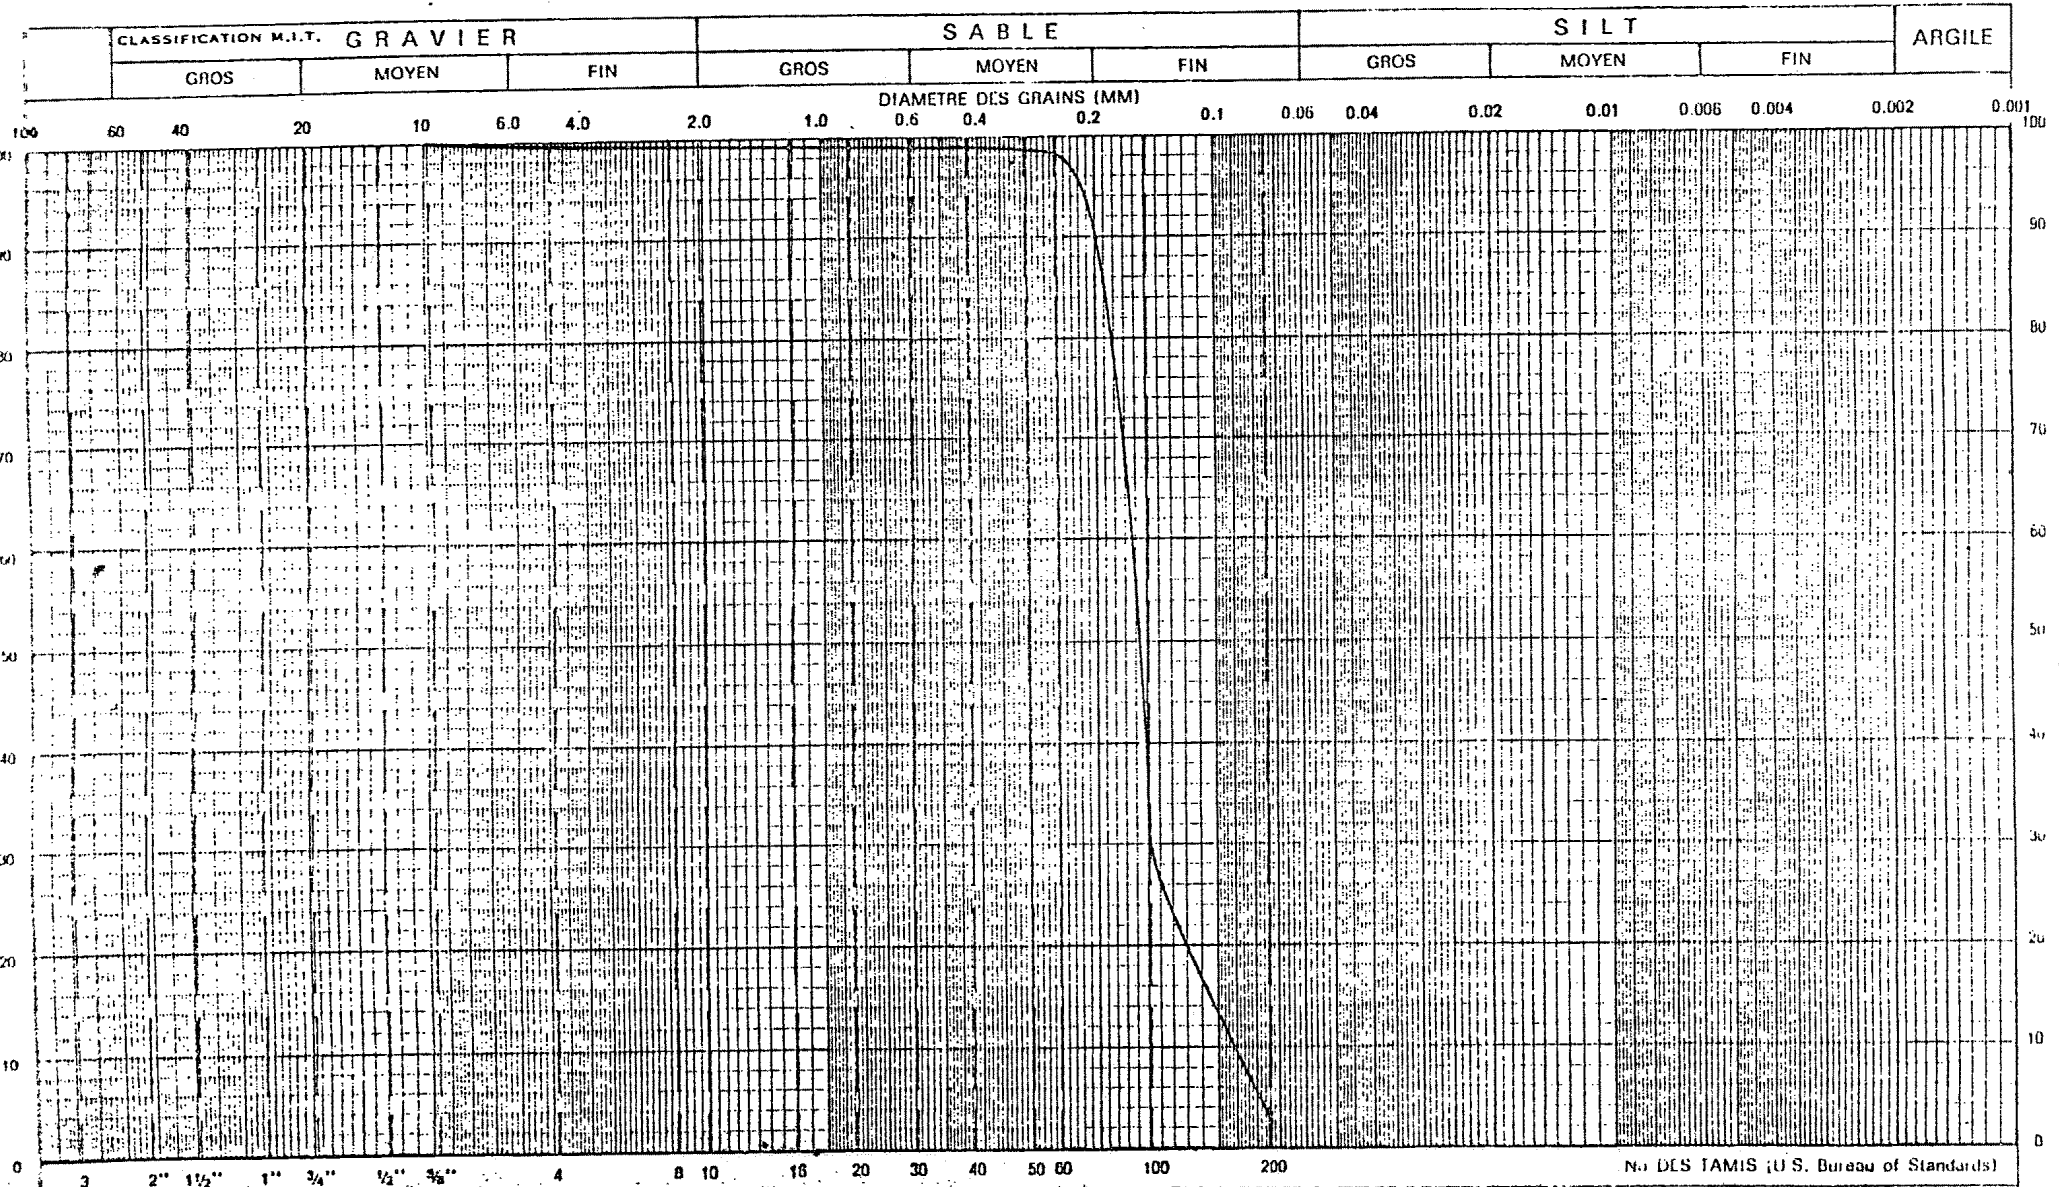 CLASSIFICATION M.I.T. GRAVIER SABLE SILT ARGILE
GROS MOYEN FIN GROS MOYEN FIN GROS MOYEN FIN
DIAMETRE DES GRAINS (MM)
100 60 40 20 10 6.0 4.0 2.0 1.0 0.6 0.4 0.2 0.1 0.06 0.04 0.02 0.01 0.006 0.004 0.002 0.001
100
90
80
70 70
60
50 50
40 40
30
20 20
10 10
0 0
3 2" 1½" 1" ¾" ½" ⅜" 4 8 10 16 20 30 40 50 60 100 200 No DES TAMIS (U.S. Bureau of Standards)